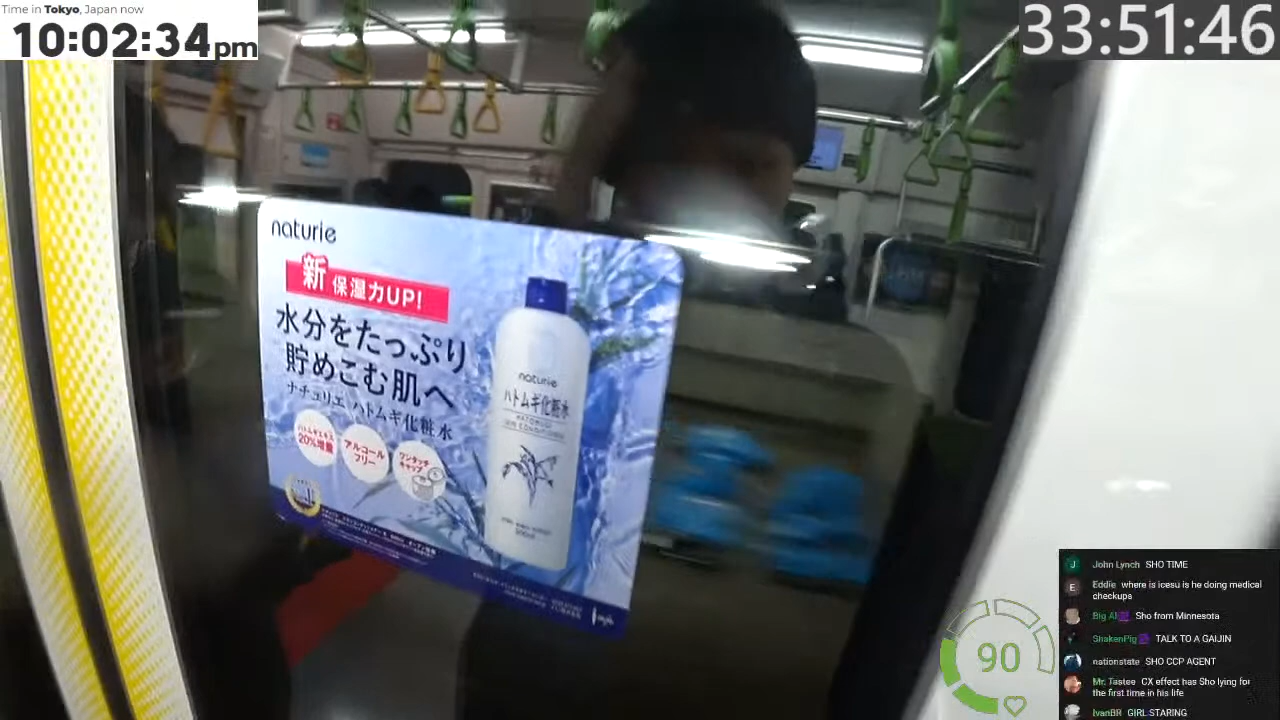 Time in Tokyo, Japan now
10:02:34pm
33:51:46
naturie
新 保湿力UP!
水分をたっぷり
貯めこむ肌へ
ナチュリエ ハトムギ化粧水
ハトムギエキス
20%増量
アルコール
フリー
ワンタッチ
キャップ
naturie
ハトムギ化粧水
HATOMUGI
SKIN CONDITIONER
90
John Lynch SHO TIME
Eddie where is icesu is he doing medical
checkups
Big Al Sho from Minnesota
ShakenPig TALK TO A GAIJIN
nationstate SHO CCP AGENT
Mr. Tastee CX effect has Sho lying for
the first time in his life
IvanBR GIRL STARING